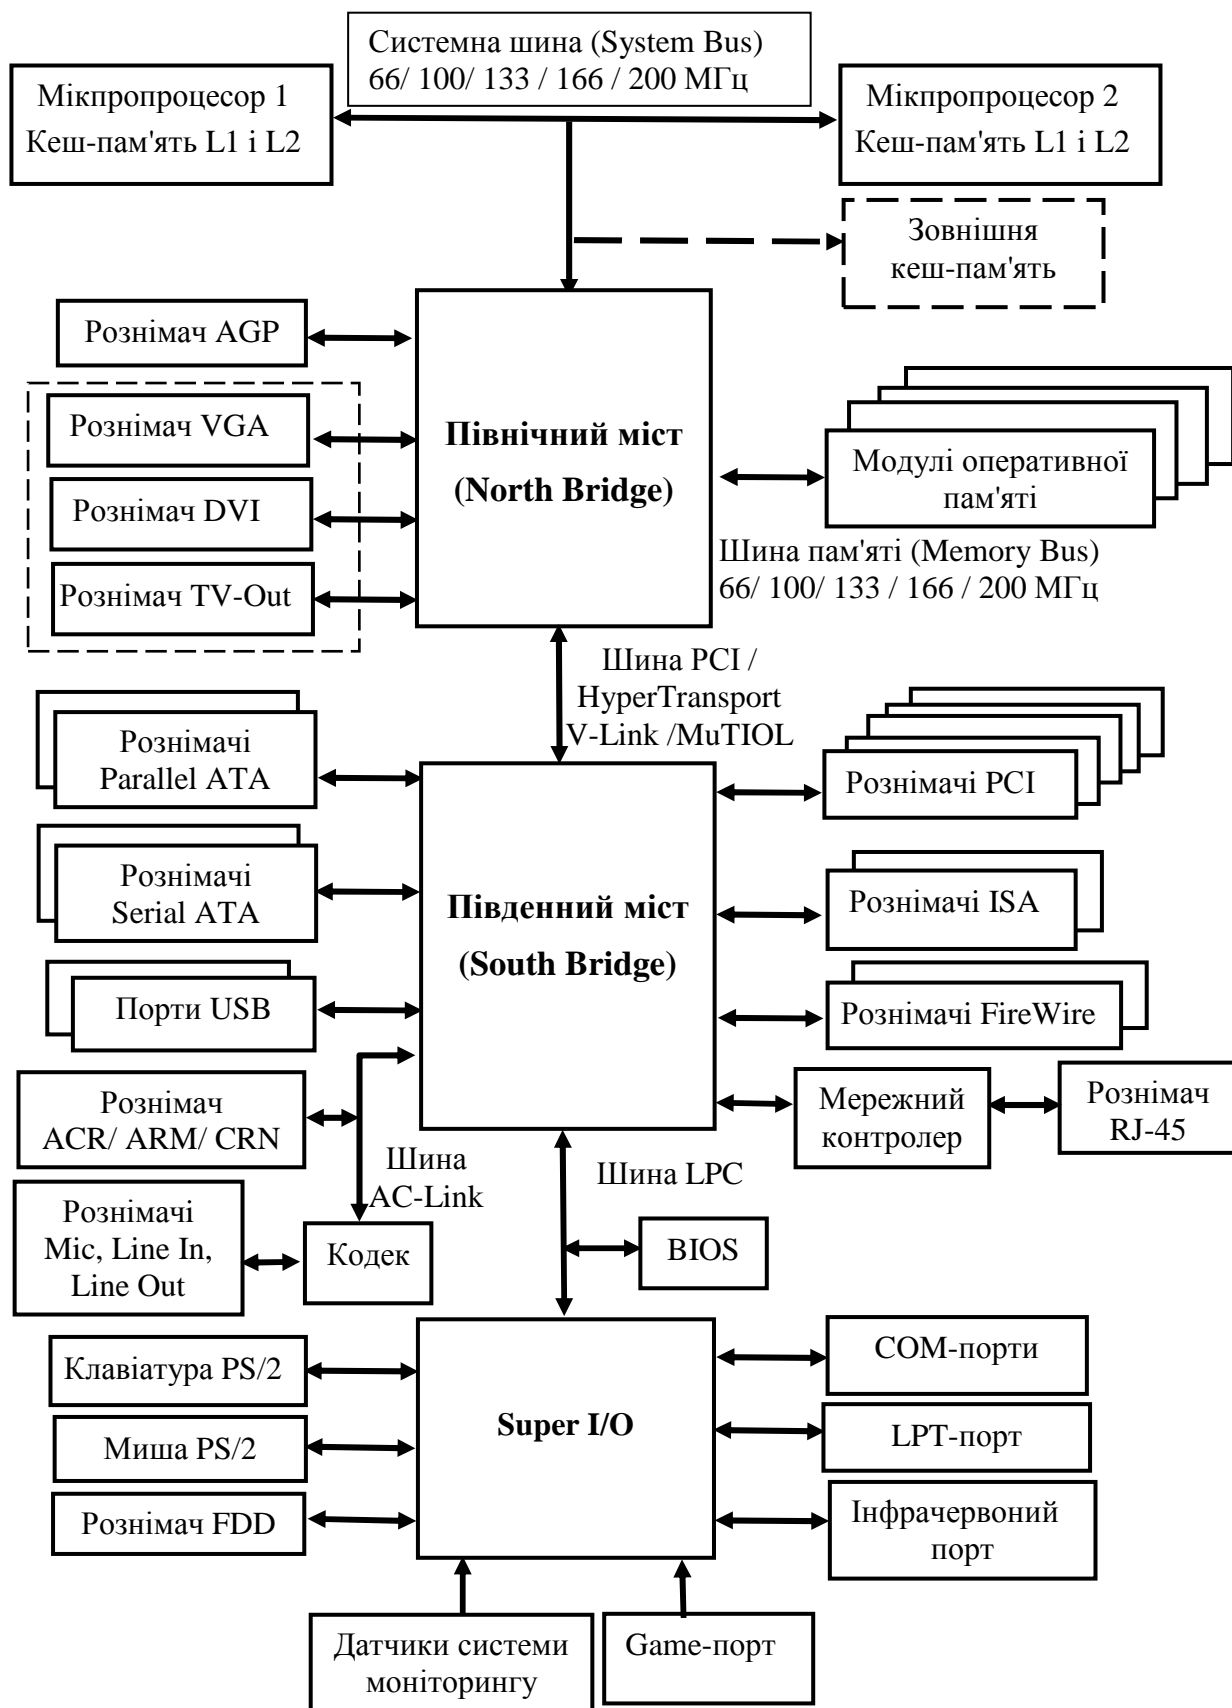 Системна шина (System Bus)
66/ 100/ 133 / 166 / 200 МГц
Мікпропроцесор 1
Кеш-пам'ять L1 і L2
Мікпропроцесор 2
Кеш-пам'ять L1 і L2
Зовнішня
кеш-пам'ять
Рознімач AGP
Рознімач VGA
Рознімач DVI
Рознімач TV-Out
Північний міст
(North Bridge)
Модулі оперативної
пам'яті
Шина пам'яті (Memory Bus)
66/ 100/ 133 / 166 / 200 МГц
Шина PCI /
HyperTransport
V-Link /MuTIOL
Рознімачі
Parallel ATA
Рознімачі
Serial ATA
Порти USB
Південний міст
(South Bridge)
Рознімачі PCI
Рознімачі ISA
Рознімачі FireWire
Мережний
контролер
Рознімач
RJ-45
Рознімач
ACR/ ARM/ CRN
Шина
AC-Link
Шина LPC
Рознімачі
Mic, Line In,
Line Out
Кодек
BIOS
Клавіатура PS/2
Миша PS/2
Рознімач FDD
Super I/O
COM-порти
LPT-порт
Інфрачервоний
порт
Датчики системи
моніторингу
Game-порт